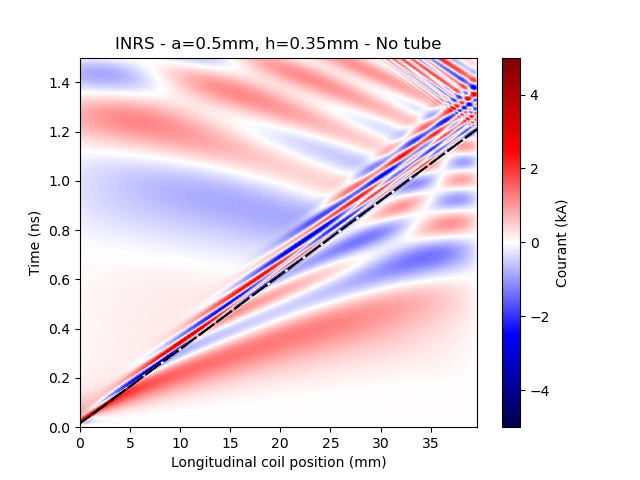 INRS - a=0.5mm, h=0.35mm - No tube
1.4
1.2
1.0
0.8
0.6
0.4
0.2
0.0
Time (ns)
0 5 10 15 20 25 30 35
Longitudinal coil position (mm)
4
2
0
−2
−4
Courant (kA)